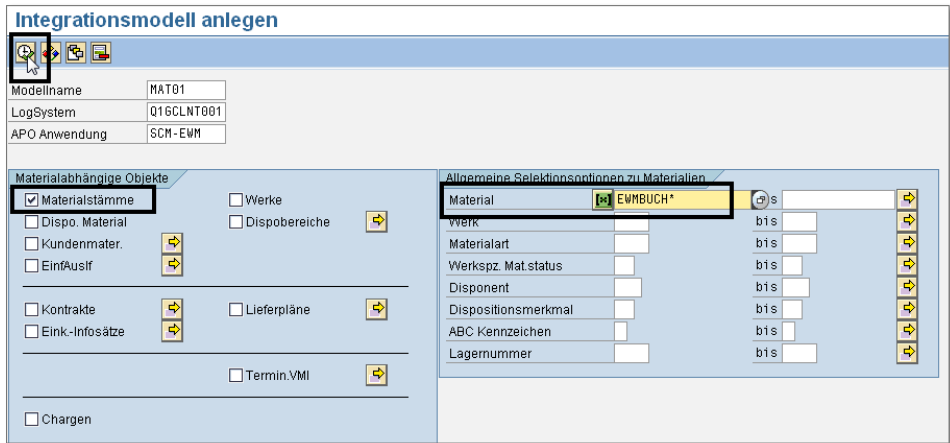 Integrationsmodell anlegen
Modellname MAT01
LogSystem Q1GCLNT001
APO Anwendung SCM-EWM
Materialabhängige Objekte
Materialstämme Werke
Dispo. Material Dispobereiche
Kundenmater.
EinfAuslf
Kontrakte Lieferpläne
Eink.-Infosätze
Termin.VMI
Chargen
Allgemeine Selektionsoptionen zu Materialien
Material EWMBUCH* s
Werk bis
Materialart bis
Werkspz. Mat.status bis
Disponent bis
Dispositionsmerkmal bis
ABC Kennzeichen bis
Lagernummer bis